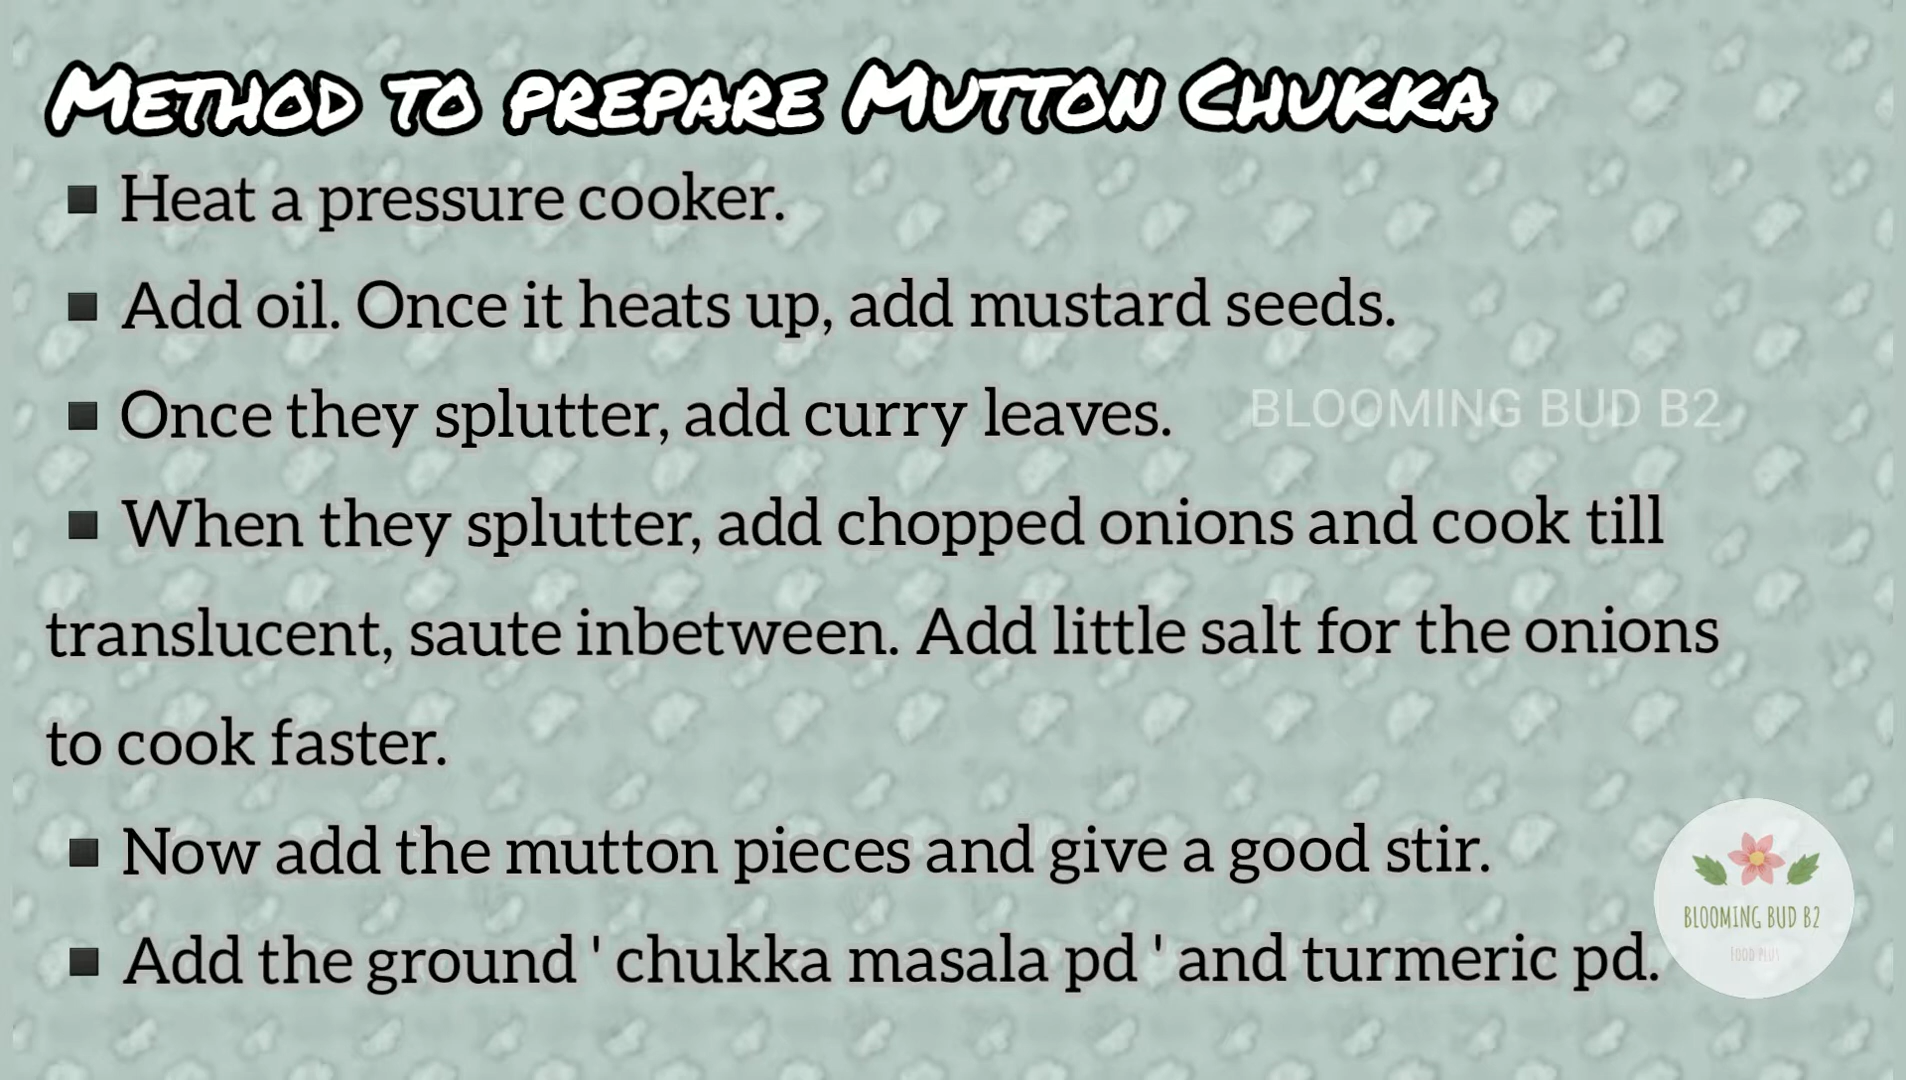 Method to prepare Mutton Chukka
▪ Heat a pressure cooker.
▪ Add oil. Once it heats up, add mustard seeds.
▪ Once they splutter, add curry leaves.
BLOOMING BUD B2
▪ When they splutter, add chopped onions and cook till
translucent, saute inbetween. Add little salt for the onions
to cook faster.
▪ Now add the mutton pieces and give a good stir.
▪ Add the ground ' chukka masala pd ' and turmeric pd.
BLOOMING BUD B2
FOOD PLUS